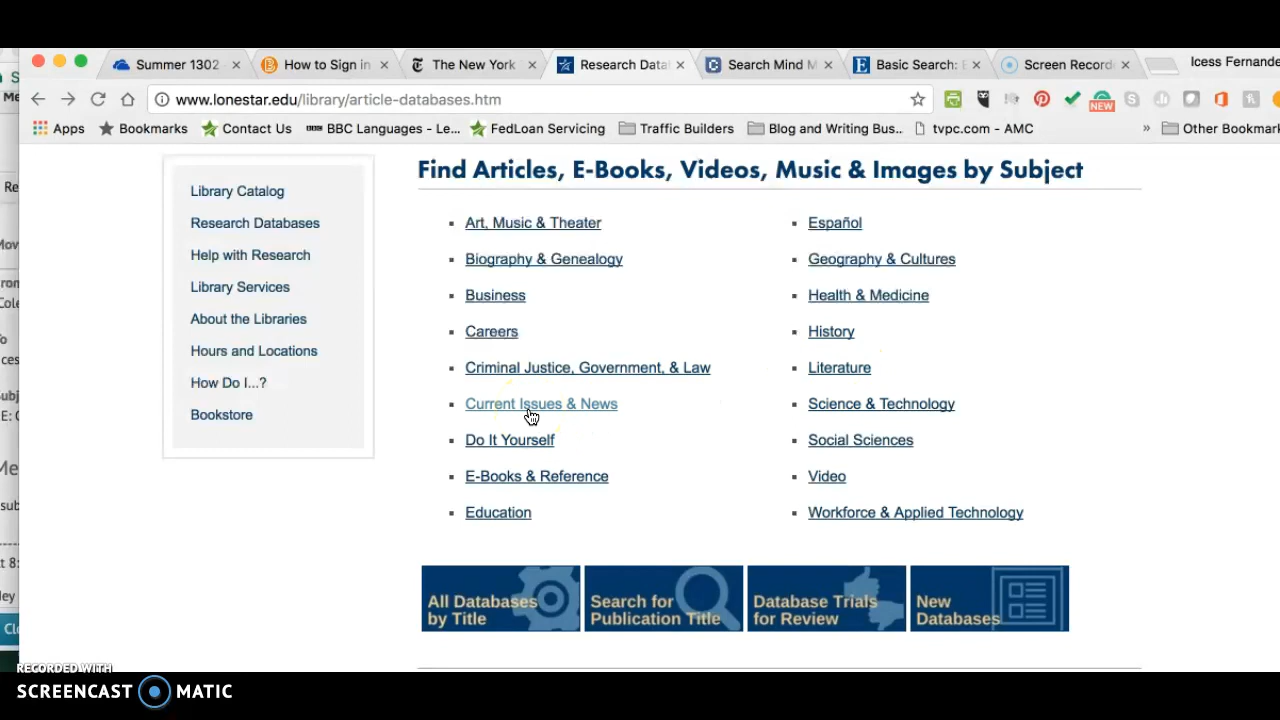 Summer 1302
How to Sign in
The New York
Research Data
Search Mind M
Basic Search: E
Screen Record
Icess Fernande
www.lonestar.edu/library/article-databases.htm
NEW
Apps
Bookmarks
Contact Us
BBC Languages - Le...
FedLoan Servicing
Traffic Builders
Blog and Writing Bus...
tvpc.com - AMC
»
Other Bookmar
Library Catalog
Research Databases
Help with Research
Library Services
About the Libraries
Hours and Locations
How Do I...?
Bookstore
Find Articles, E-Books, Videos, Music & Images by Subject
Art, Music & Theater
Biography & Genealogy
Business
Careers
Criminal Justice, Government, & Law
Current Issues & News
Do It Yourself
E-Books & Reference
Education
Español
Geography & Cultures
Health & Medicine
History
Literature
Science & Technology
Social Sciences
Video
Workforce & Applied Technology
All Databases
by Title
Search for
Publication Title
Database Trials
for Review
New
Databases
RECORDED WITH
SCREENCAST MATIC